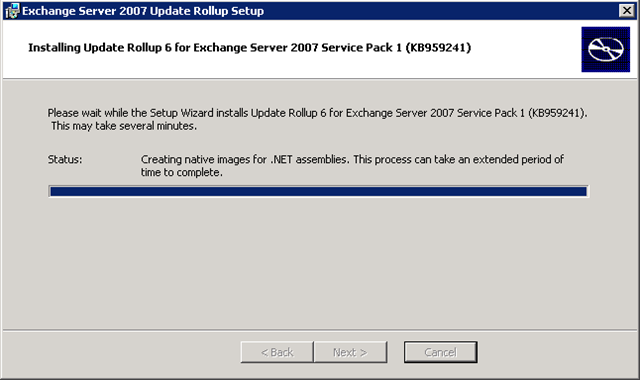 Exchange Server 2007 Update Rollup Setup
Installing Update Rollup 6 for Exchange Server 2007 Service Pack 1 (KB959241)
Please wait while the Setup Wizard installs Update Rollup 6 for Exchange Server 2007 Service Pack 1 (KB959241).
This may take several minutes.
Status: Creating native images for .NET assemblies. This process can take an extended period of
time to complete.
< Back Next > Cancel